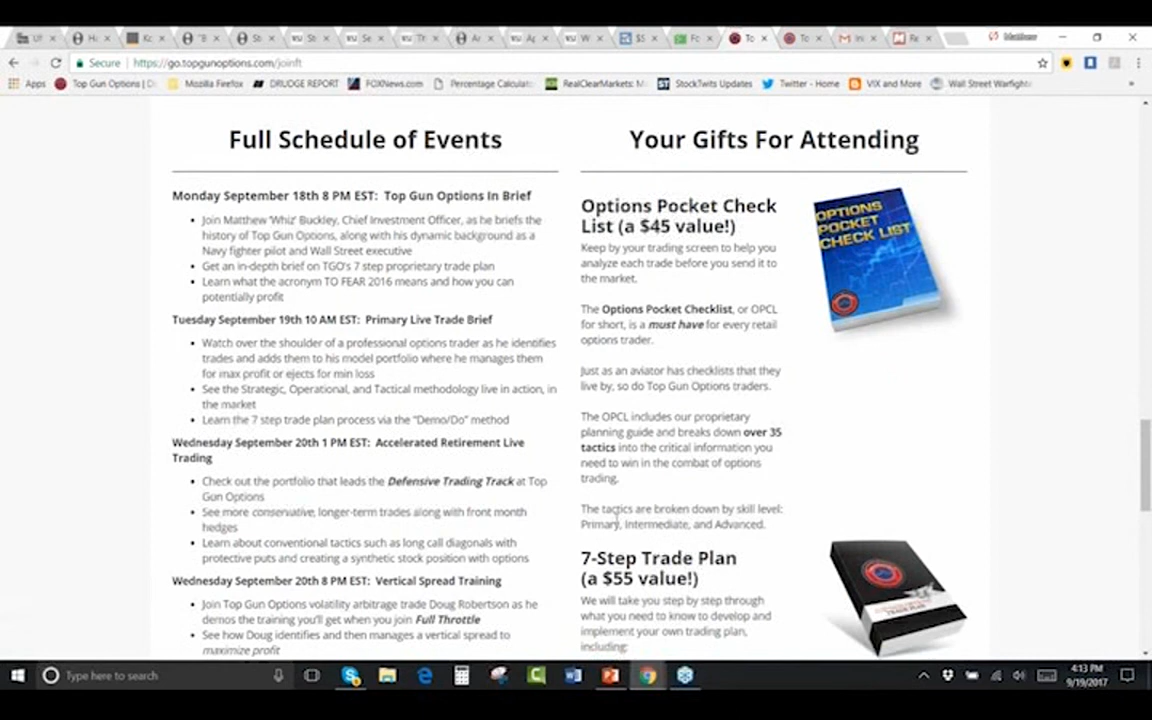 Secure
https://go.topgunoptions.com/joinft
Apps
Top Gun Options | D
Mozilla Firefox
DRUDGE REPORT
FOXNews.com
Percentage Calculat
RealClearMarkets: M
StockTwits Updates
Twitter - Home
VIX and More
Wall Street Warfight
Full Schedule of Events
Monday September 18th 8 PM EST: Top Gun Options In Brief
Join Matthew 'Whiz' Buckley, Chief Investment Officer, as he briefs the
history of Top Gun Options, along with his dynamic background as a
Navy fighter pilot and Wall Street executive
Get an in-depth brief on TGO's 7 step proprietary trade plan
Learn what the acronym TO FEAR 2016 means and how you can
potentially profit
Tuesday September 19th 10 AM EST: Primary Live Trade Brief
Watch over the shoulder of a professional options trader as he identifies
trades and adds them to his model portfolio where he manages them
for max profit or ejects for min loss
See the Strategic, Operational, and Tactical methodology live in action, in
the market
Learn the 7 step trade plan process via the "Demo/Do" method
Wednesday September 20th 1 PM EST: Accelerated Retirement Live
Trading
Check out the portfolio that leads the Defensive Trading Track at Top
Gun Options
See more conservative, longer-term trades along with front month
hedges
Learn about conventional tactics such as long call diagonals with
protective puts and creating a synthetic stock position with options
Wednesday September 20th 8 PM EST: Vertical Spread Training
Join Top Gun Options volatility arbitrage trade Doug Robertson as he
demos the training you'll get when you join Full Throttle
See how Doug identifies and then manages a vertical spread to
maximize profit
Your Gifts For Attending
Options Pocket Check
List (a $45 value!)
Keep by your trading screen to help you
analyze each trade before you send it to
the market.
The Options Pocket Checklist, or OPCL
for short, is a must have for every retail
options trader.
Just as an aviator has checklists that they
live by, so do Top Gun Options traders.
The OPCL includes our proprietary
planning guide and breaks down over 35
tactics into the critical information you
need to win in the combat of options
trading.
The tactics are broken down by skill level:
Primary, Intermediate, and Advanced.
OPTIONS
POCKET
CHECK LIST
7-Step Trade Plan
(a $55 value!)
We will take you step by step through
what you need to know to develop and
implement your own trading plan,
including:
TRADE PLAN
Type here to search
4:13 PM
9/19/2017